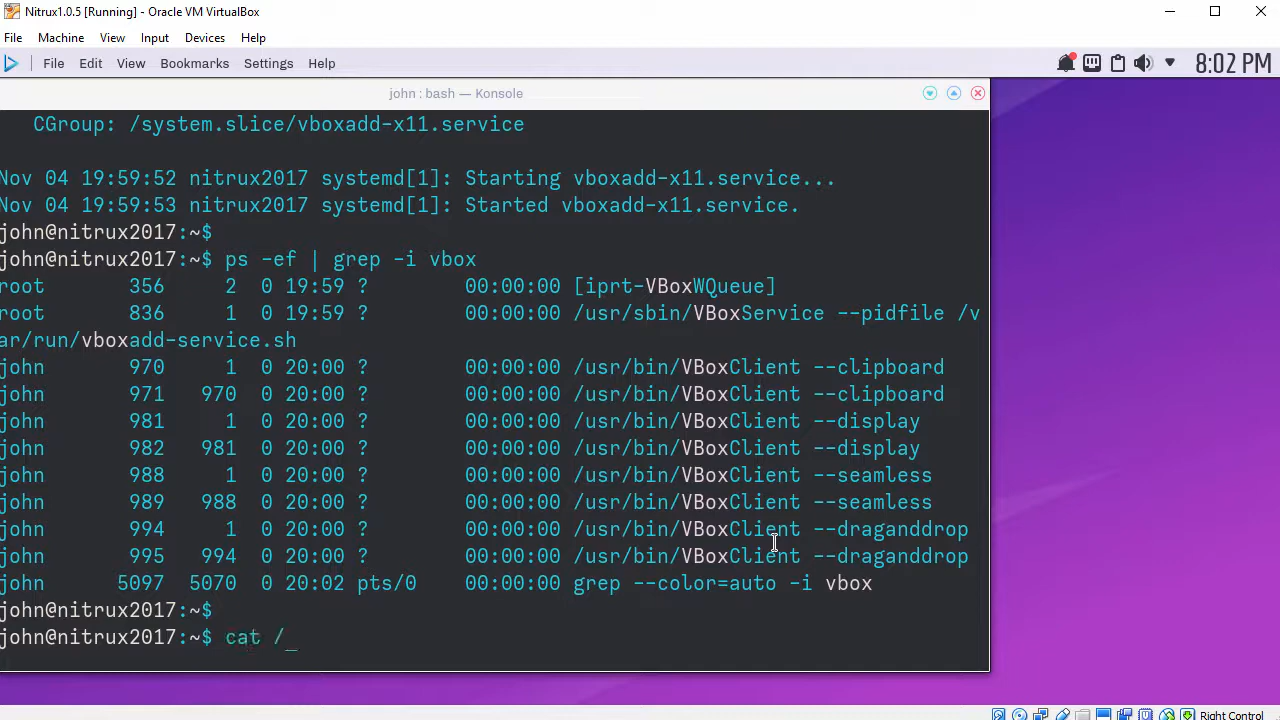 Nitrux1.0.5 [Running] - Oracle VM VirtualBox
File Machine View Input Devices Help
File Edit View Bookmarks Settings Help 8:02 PM
john : bash — Konsole
CGroup: /system.slice/vboxadd-x11.service
Nov 04 19:59:52 nitrux2017 systemd[1]: Starting vboxadd-x11.service...
Nov 04 19:59:53 nitrux2017 systemd[1]: Started vboxadd-x11.service.
john@nitrux2017:~$
john@nitrux2017:~$ ps -ef | grep -i vbox
root 356 2 0 19:59 ? 00:00:00 [iprt-VBoxWQueue]
root 836 1 0 19:59 ? 00:00:00 /usr/sbin/VBoxService --pidfile /v
ar/run/vboxadd-service.sh
john 970 1 0 20:00 ? 00:00:00 /usr/bin/VBoxClient --clipboard
john 971 970 0 20:00 ? 00:00:00 /usr/bin/VBoxClient --clipboard
john 981 1 0 20:00 ? 00:00:00 /usr/bin/VBoxClient --display
john 982 981 0 20:00 ? 00:00:00 /usr/bin/VBoxClient --display
john 988 1 0 20:00 ? 00:00:00 /usr/bin/VBoxClient --seamless
john 989 988 0 20:00 ? 00:00:00 /usr/bin/VBoxClient --seamless
john 994 1 0 20:00 ? 00:00:00 /usr/bin/VBoxClient --draganddrop
john 995 994 0 20:00 ? 00:00:00 /usr/bin/VBoxClient --draganddrop
john 5097 5070 0 20:02 pts/0 00:00:00 grep --color=auto -i vbox
john@nitrux2017:~$
john@nitrux2017:~$ cat /_
Right Control